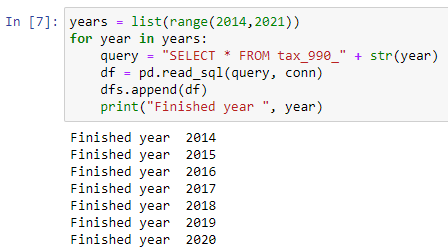 In [7]: years = list(range(2014,2021))
for year in years:
    query = "SELECT * FROM tax_990_" + str(year)
    df = pd.read_sql(query, conn)
    dfs.append(df)
    print("Finished year ", year)
Finished year  2014
Finished year  2015
Finished year  2016
Finished year  2017
Finished year  2018
Finished year  2019
Finished year  2020